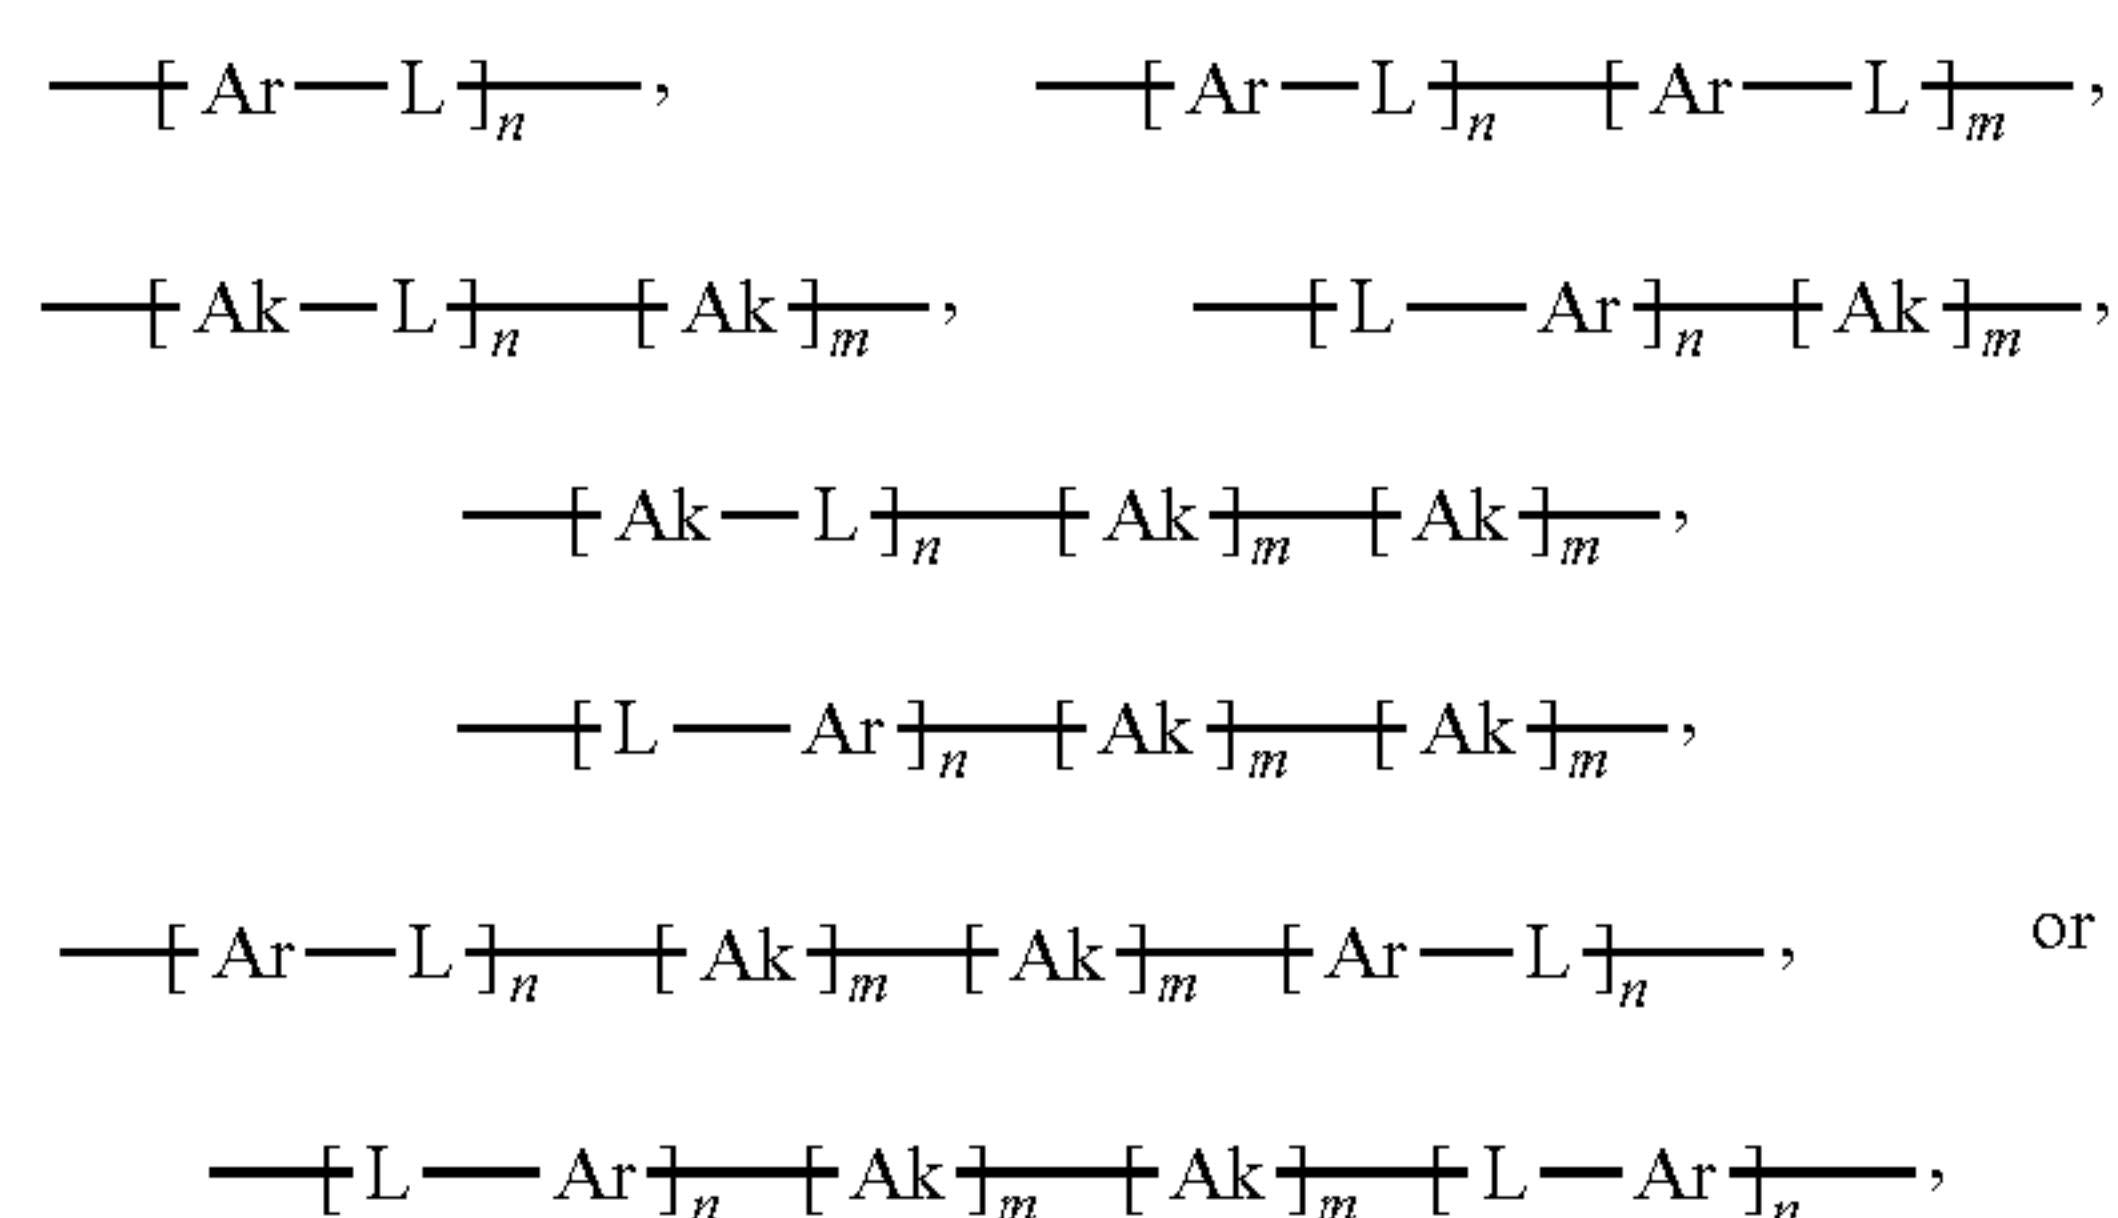 —[Ar—L]n—, —[Ar—L]n—[Ar—L]m—,
—[Ak—L]n—[Ak]m—, —[L—Ar]n—[Ak]m—,
—[Ak—L]n—[Ak]m—[Ak]m—,
—[L—Ar]n—[Ak]m—[Ak]m—,
—[Ar—L]n—[Ak]m—[Ak]m—[Ar—L]n—, or
—[L—Ar]n—[Ak]m—[Ak]m—[L—Ar]n—,